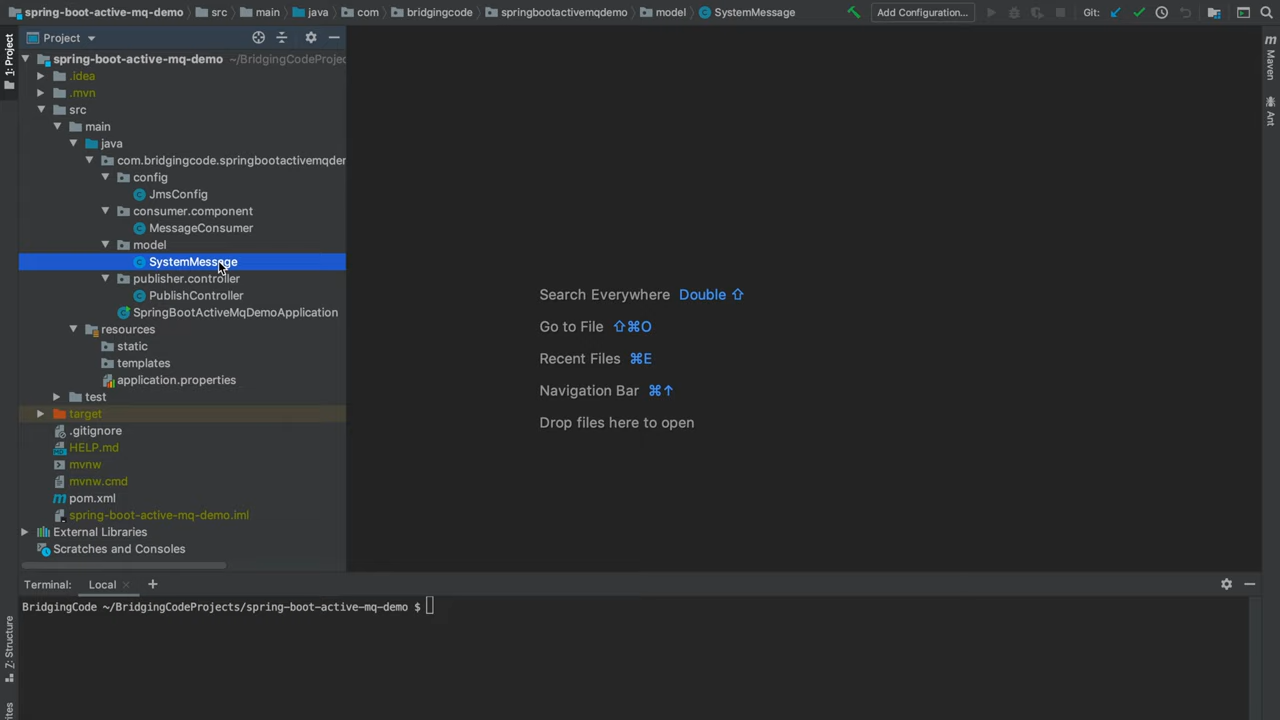 spring-boot-active-mq-demo src main java com bridgingcode springbootactivemqdemo model SystemMessage Add Configuration... Git:
1: Project
Project
spring-boot-active-mq-demo ~/BridgingCodeProjec
.idea
.mvn
src
main
java
com.bridgingcode.springbootactivemqder
config
JmsConfig
consumer.component
MessageConsumer
model
SystemMessage
publisher.controller
PublishController
SpringBootActiveMqDemoApplication
resources
static
templates
application.properties
test
target
.gitignore
HELP.md
mvnw
mvnw.cmd
pom.xml
spring-boot-active-mq-demo.iml
External Libraries
Scratches and Consoles
Search Everywhere Double ⇧
Go to File ⇧⌘O
Recent Files ⌘E
Navigation Bar ⌘↑
Drop files here to open
m
Maven
Ant
Terminal: Local × +
BridgingCode ~/BridgingCodeProjects/spring-boot-active-mq-demo $
Z: Structure